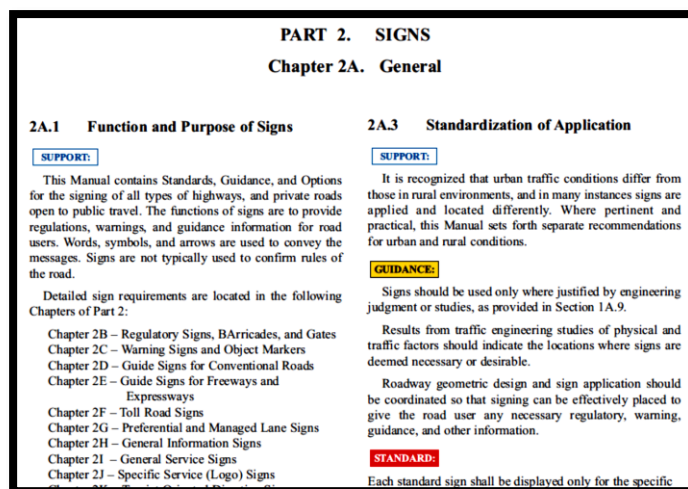 PART 2. SIGNS
Chapter 2A. General
2A.1 Function and Purpose of Signs
SUPPORT:
This Manual contains Standards, Guidance, and Options
for the signing of all types of highways, and private roads
open to public travel. The functions of signs are to provide
regulations, warnings, and guidance information for road
users. Words, symbols, and arrows are used to convey the
messages. Signs are not typically used to confirm rules of
the road.
Detailed sign requirements are located in the following
Chapters of Part 2:
Chapter 2B – Regulatory Signs, BArricades, and Gates
Chapter 2C – Warning Signs and Object Markers
Chapter 2D – Guide Signs for Conventional Roads
Chapter 2E – Guide Signs for Freeways and
Expressways
Chapter 2F – Toll Road Signs
Chapter 2G – Preferential and Managed Lane Signs
Chapter 2H – General Information Signs
Chapter 2I – General Service Signs
Chapter 2J – Specific Service (Logo) Signs
2A.3 Standardization of Application
SUPPORT:
It is recognized that urban traffic conditions differ from
those in rural environments, and in many instances signs are
applied and located differently. Where pertinent and
practical, this Manual sets forth separate recommendations
for urban and rural conditions.
GUIDANCE:
Signs should be used only where justified by engineering
judgment or studies, as provided in Section 1A.9.
Results from traffic engineering studies of physical and
traffic factors should indicate the locations where signs are
deemed necessary or desirable.
Roadway geometric design and sign application should
be coordinated so that signing can be effectively placed to
give the road user any necessary regulatory, warning,
guidance, and other information.
STANDARD:
Each standard sign shall be displayed only for the specific